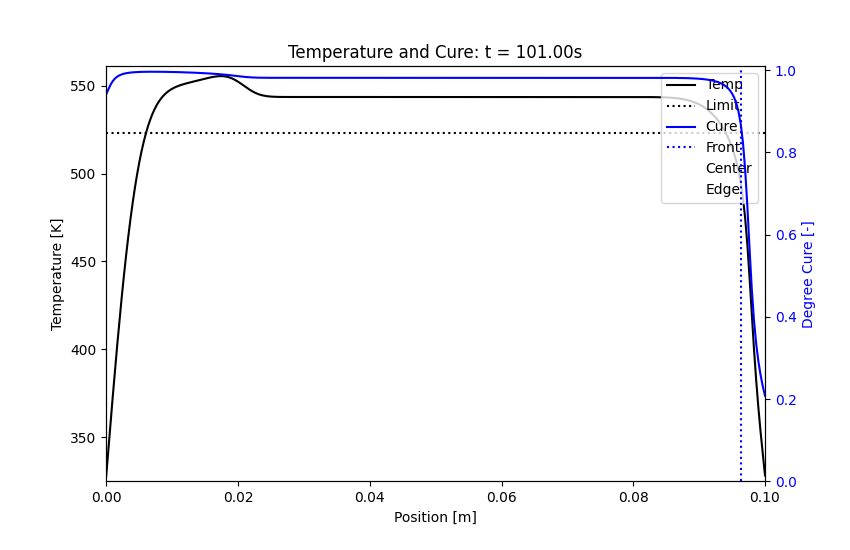 Temperature and Cure: t = 101.00s
Temp
Limit
Cure
Front
Center
Edge
Temperature [K]
550
500
450
400
350
Degree Cure [-]
1.0
0.8
0.6
0.4
0.2
0.0
0.00 0.02 0.04 0.06 0.08 0.10
Position [m]